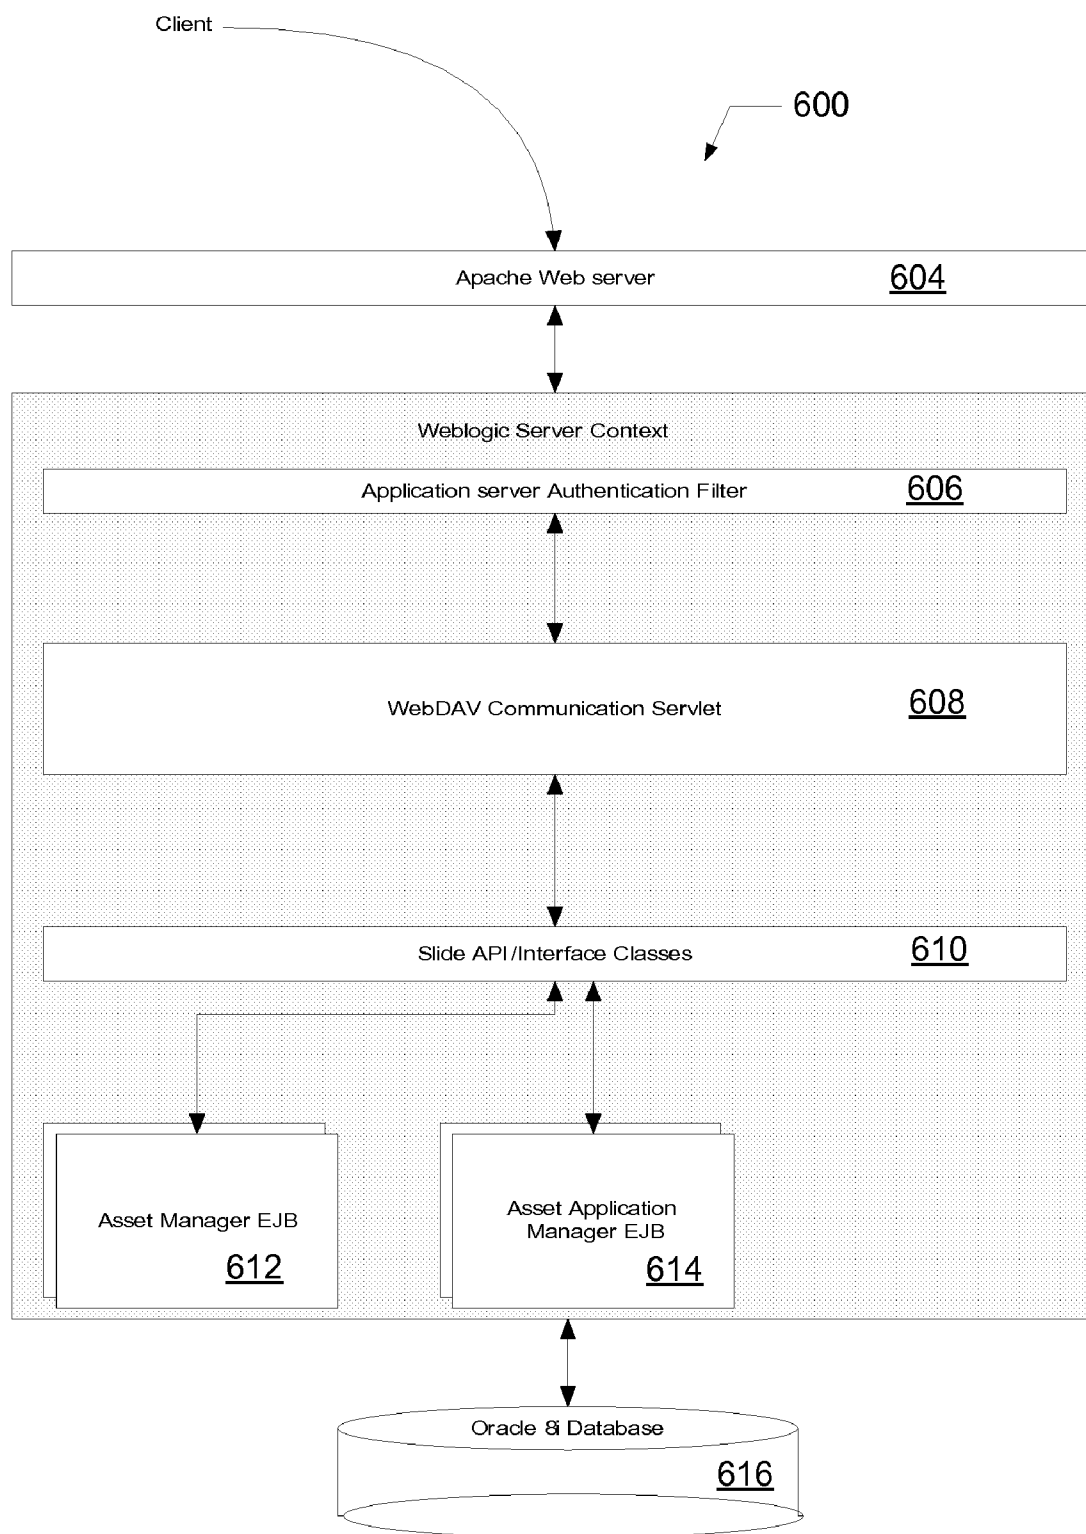 Client
600
Apache Web server 604
Weblogic Server Context
Application server Authentication Filter 606
WebDAV Communication Servlet 608
Slide API/Interface Classes 610
Asset Manager EJB
612
Asset Application
Manager EJB
614
Oracle 8i Database
616